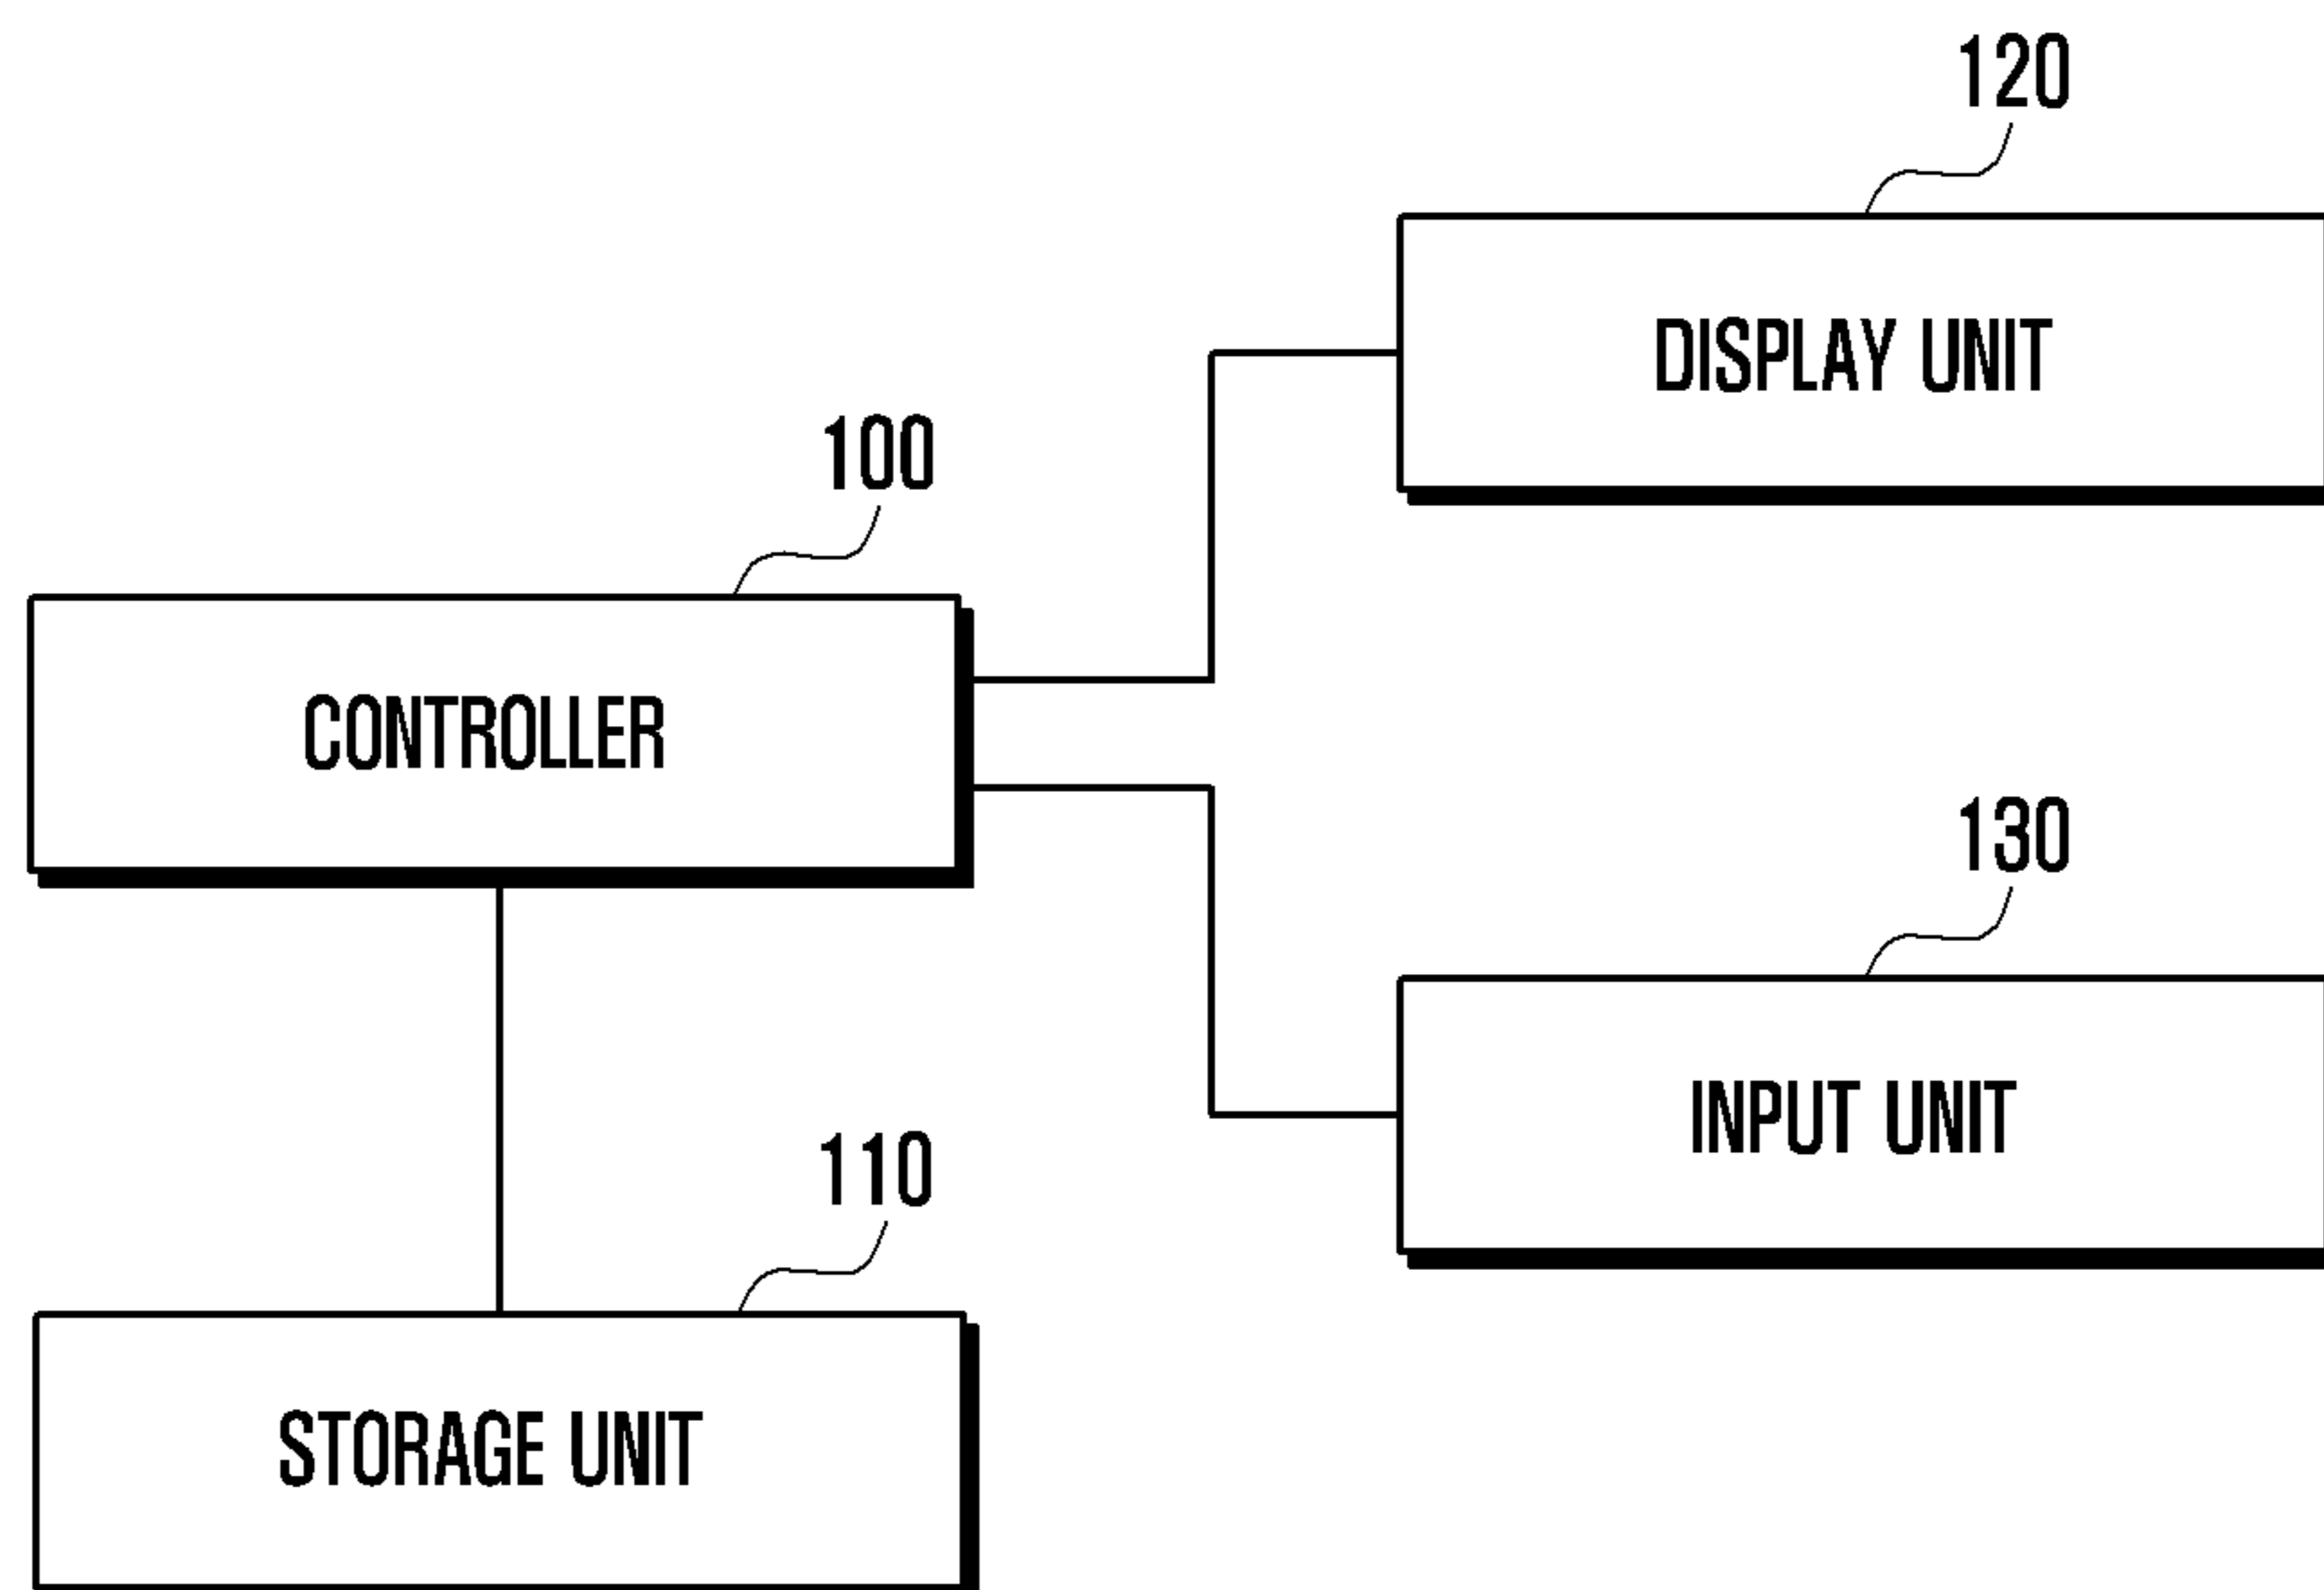 120
DISPLAY UNIT
100
CONTROLLER
130
INPUT UNIT
110
STORAGE UNIT